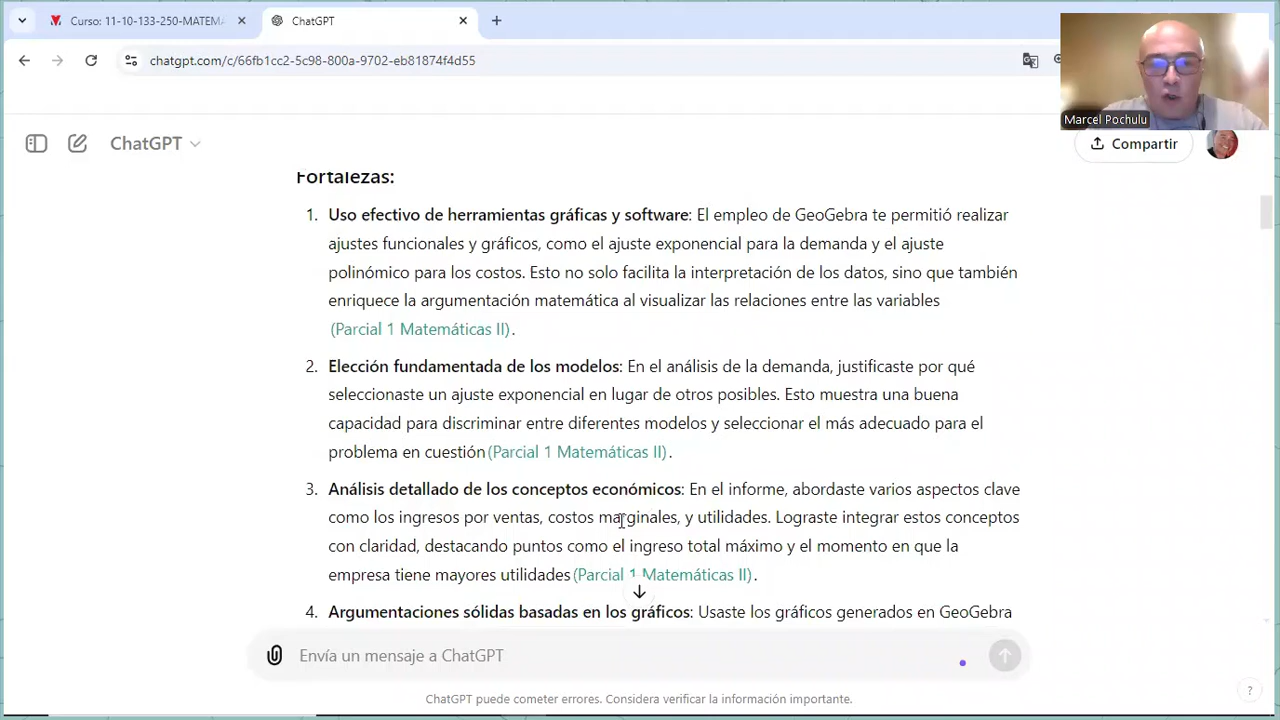 Curso: 11-10-133-250-MATEMA
ChatGPT
chatgpt.com/c/66fb1cc2-5c98-800a-9702-eb81874f4d55
Marcel Pochulu
ChatGPT
Compartir
Fortalezas:
1. Uso efectivo de herramientas gráficas y software: El empleo de GeoGebra te permitió realizar
ajustes funcionales y gráficos, como el ajuste exponencial para la demanda y el ajuste
polinómico para los costos. Esto no solo facilita la interpretación de los datos, sino que también
enriquece la argumentación matemática al visualizar las relaciones entre las variables
(Parcial 1 Matemáticas II).
2. Elección fundamentada de los modelos: En el análisis de la demanda, justificaste por qué
seleccionaste un ajuste exponencial en lugar de otros posibles. Esto muestra una buena
capacidad para discriminar entre diferentes modelos y seleccionar el más adecuado para el
problema en cuestión (Parcial 1 Matemáticas II).
3. Análisis detallado de los conceptos económicos: En el informe, abordaste varios aspectos clave
como los ingresos por ventas, costos marginales, y utilidades. Lograste integrar estos conceptos
con claridad, destacando puntos como el ingreso total máximo y el momento en que la
empresa tiene mayores utilidades (Parcial 1 Matemáticas II).
4. Argumentaciones sólidas basadas en los gráficos: Usaste los gráficos generados en GeoGebra
Envía un mensaje a ChatGPT
ChatGPT puede cometer errores. Considera verificar la información importante.
?